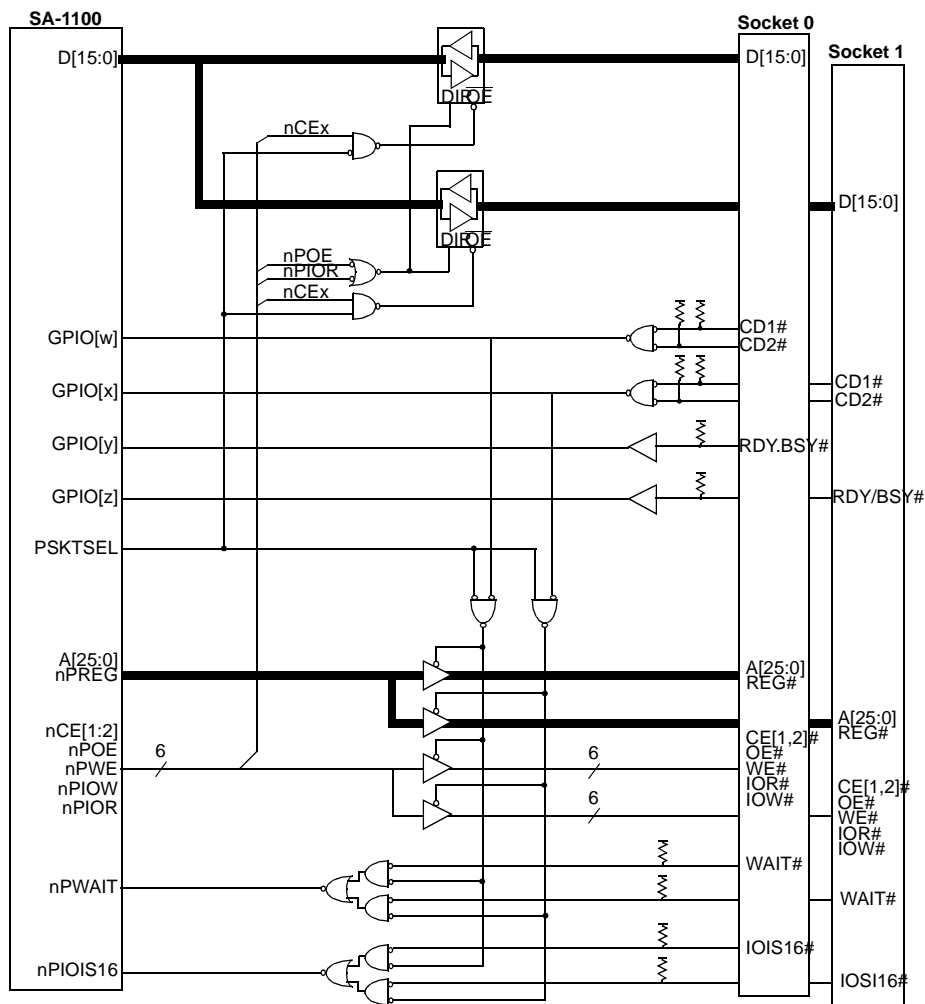 SA-1100
Socket 0
Socket 1
D[15:0]
D[15:0]
DIR OE
nCEx
D[15:0]
DIR OE
nPOE
nPIOR
nCEx
GPIO[w]
CD1#
CD2#
GPIO[x]
CD1#
CD2#
GPIO[y]
RDY.BSY#
GPIO[z]
RDY/BSY#
PSKTSEL
A[25:0]
nPREG
A[25:0]
REG#
A[25:0]
REG#
nCE[1:2]
nPOE
nPWE
nPIOW
nPIOR
6
6
6
CE[1,2]#
OE#
WE#
IOR#
IOW#
CE[1,2]#
OE#
WE#
IOR#
IOW#
nPWAIT
WAIT#
WAIT#
nPIOIS16
IOIS16#
IOSI16#